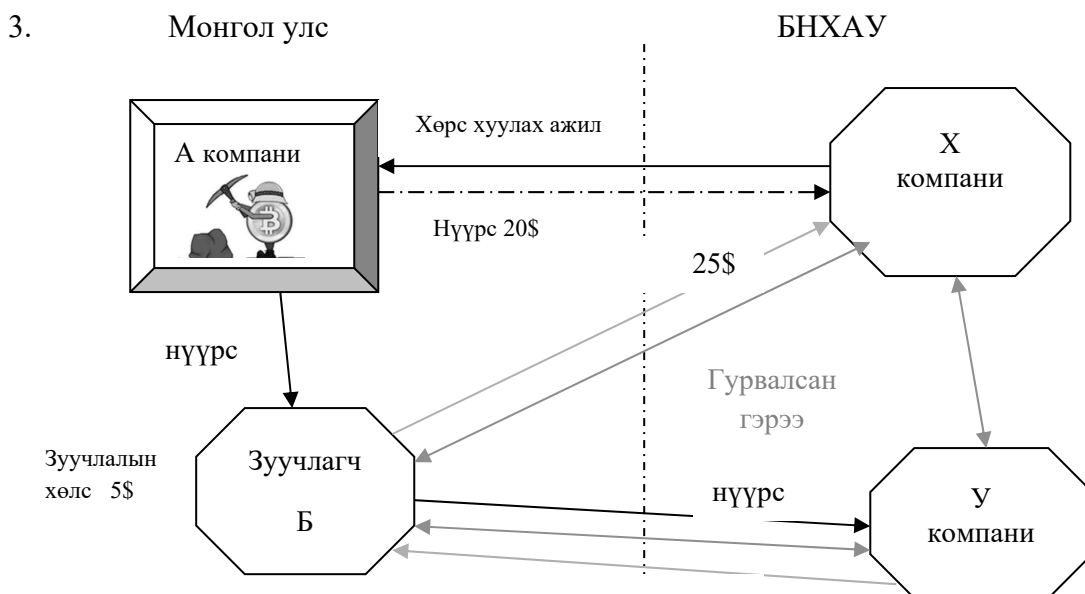 3. Монгол улс БНХАУ
Хөрс хуулах ажил
А компани
Х
компани
Нүүрс 20$
25$
нүүрс
Гурвалсан
гэрээ
Зуучлалын
хөлс 5$
Зуучлагч
Б
нүүрс
У
компани